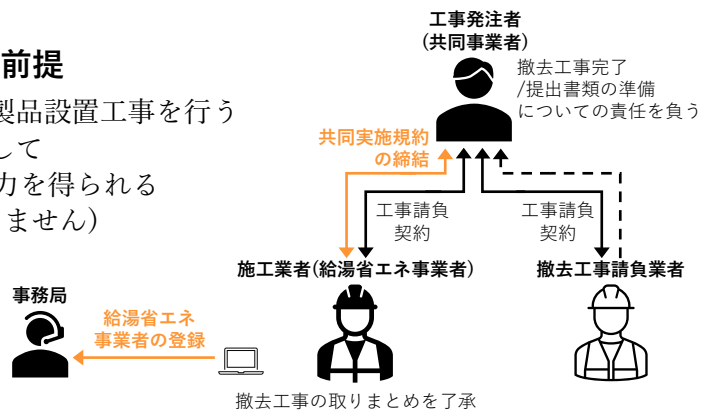 前提
製品設置工事を行う
して
力を得られる
ません)
工事発注者
(共同事業者)
撤去工事完了
/提出書類の準備
についての責任を負う
共同実施規約
の締結
工事請負
契約
工事請負
契約
施工業者(給湯省エネ事業者)
撤去工事請負業者
事務局
給湯省エネ
事業者の登録
撤去工事の取りまとめを了承